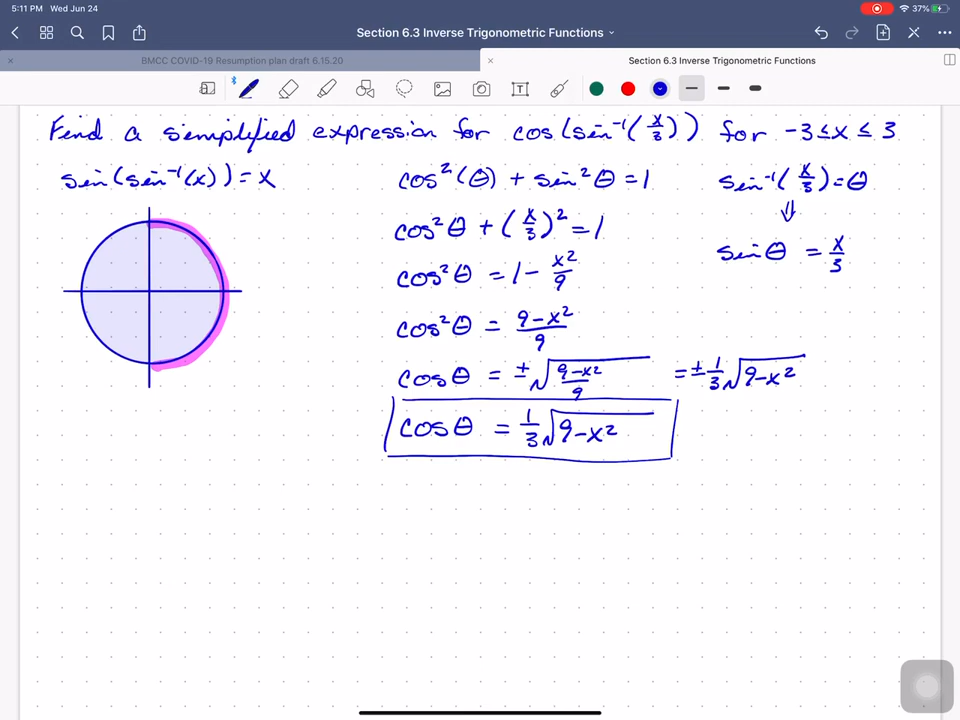 5:11 PM Wed Jun 24
37%
Section 6.3 Inverse Trigonometric Functions
BMCC COVID-19 Resumption plan draft 6.15.20
Section 6.3 Inverse Trigonometric Functions
Find a simplified expression for cos(sin⁻¹(x/3)) for -3 ≤ x ≤ 3
sin(sin⁻¹(x)) = x
cos²(θ) + sin²θ = 1
cos²θ + (x/3)² = 1
cos²θ = 1 - x²/9
cos²θ = (9-x²)/9
cosθ = ±√((9-x²)/9) = ±1/3√(9-x²)
cosθ = 1/3√(9-x²)
sin⁻¹(x/3) = θ
⇓
sinθ = x/3